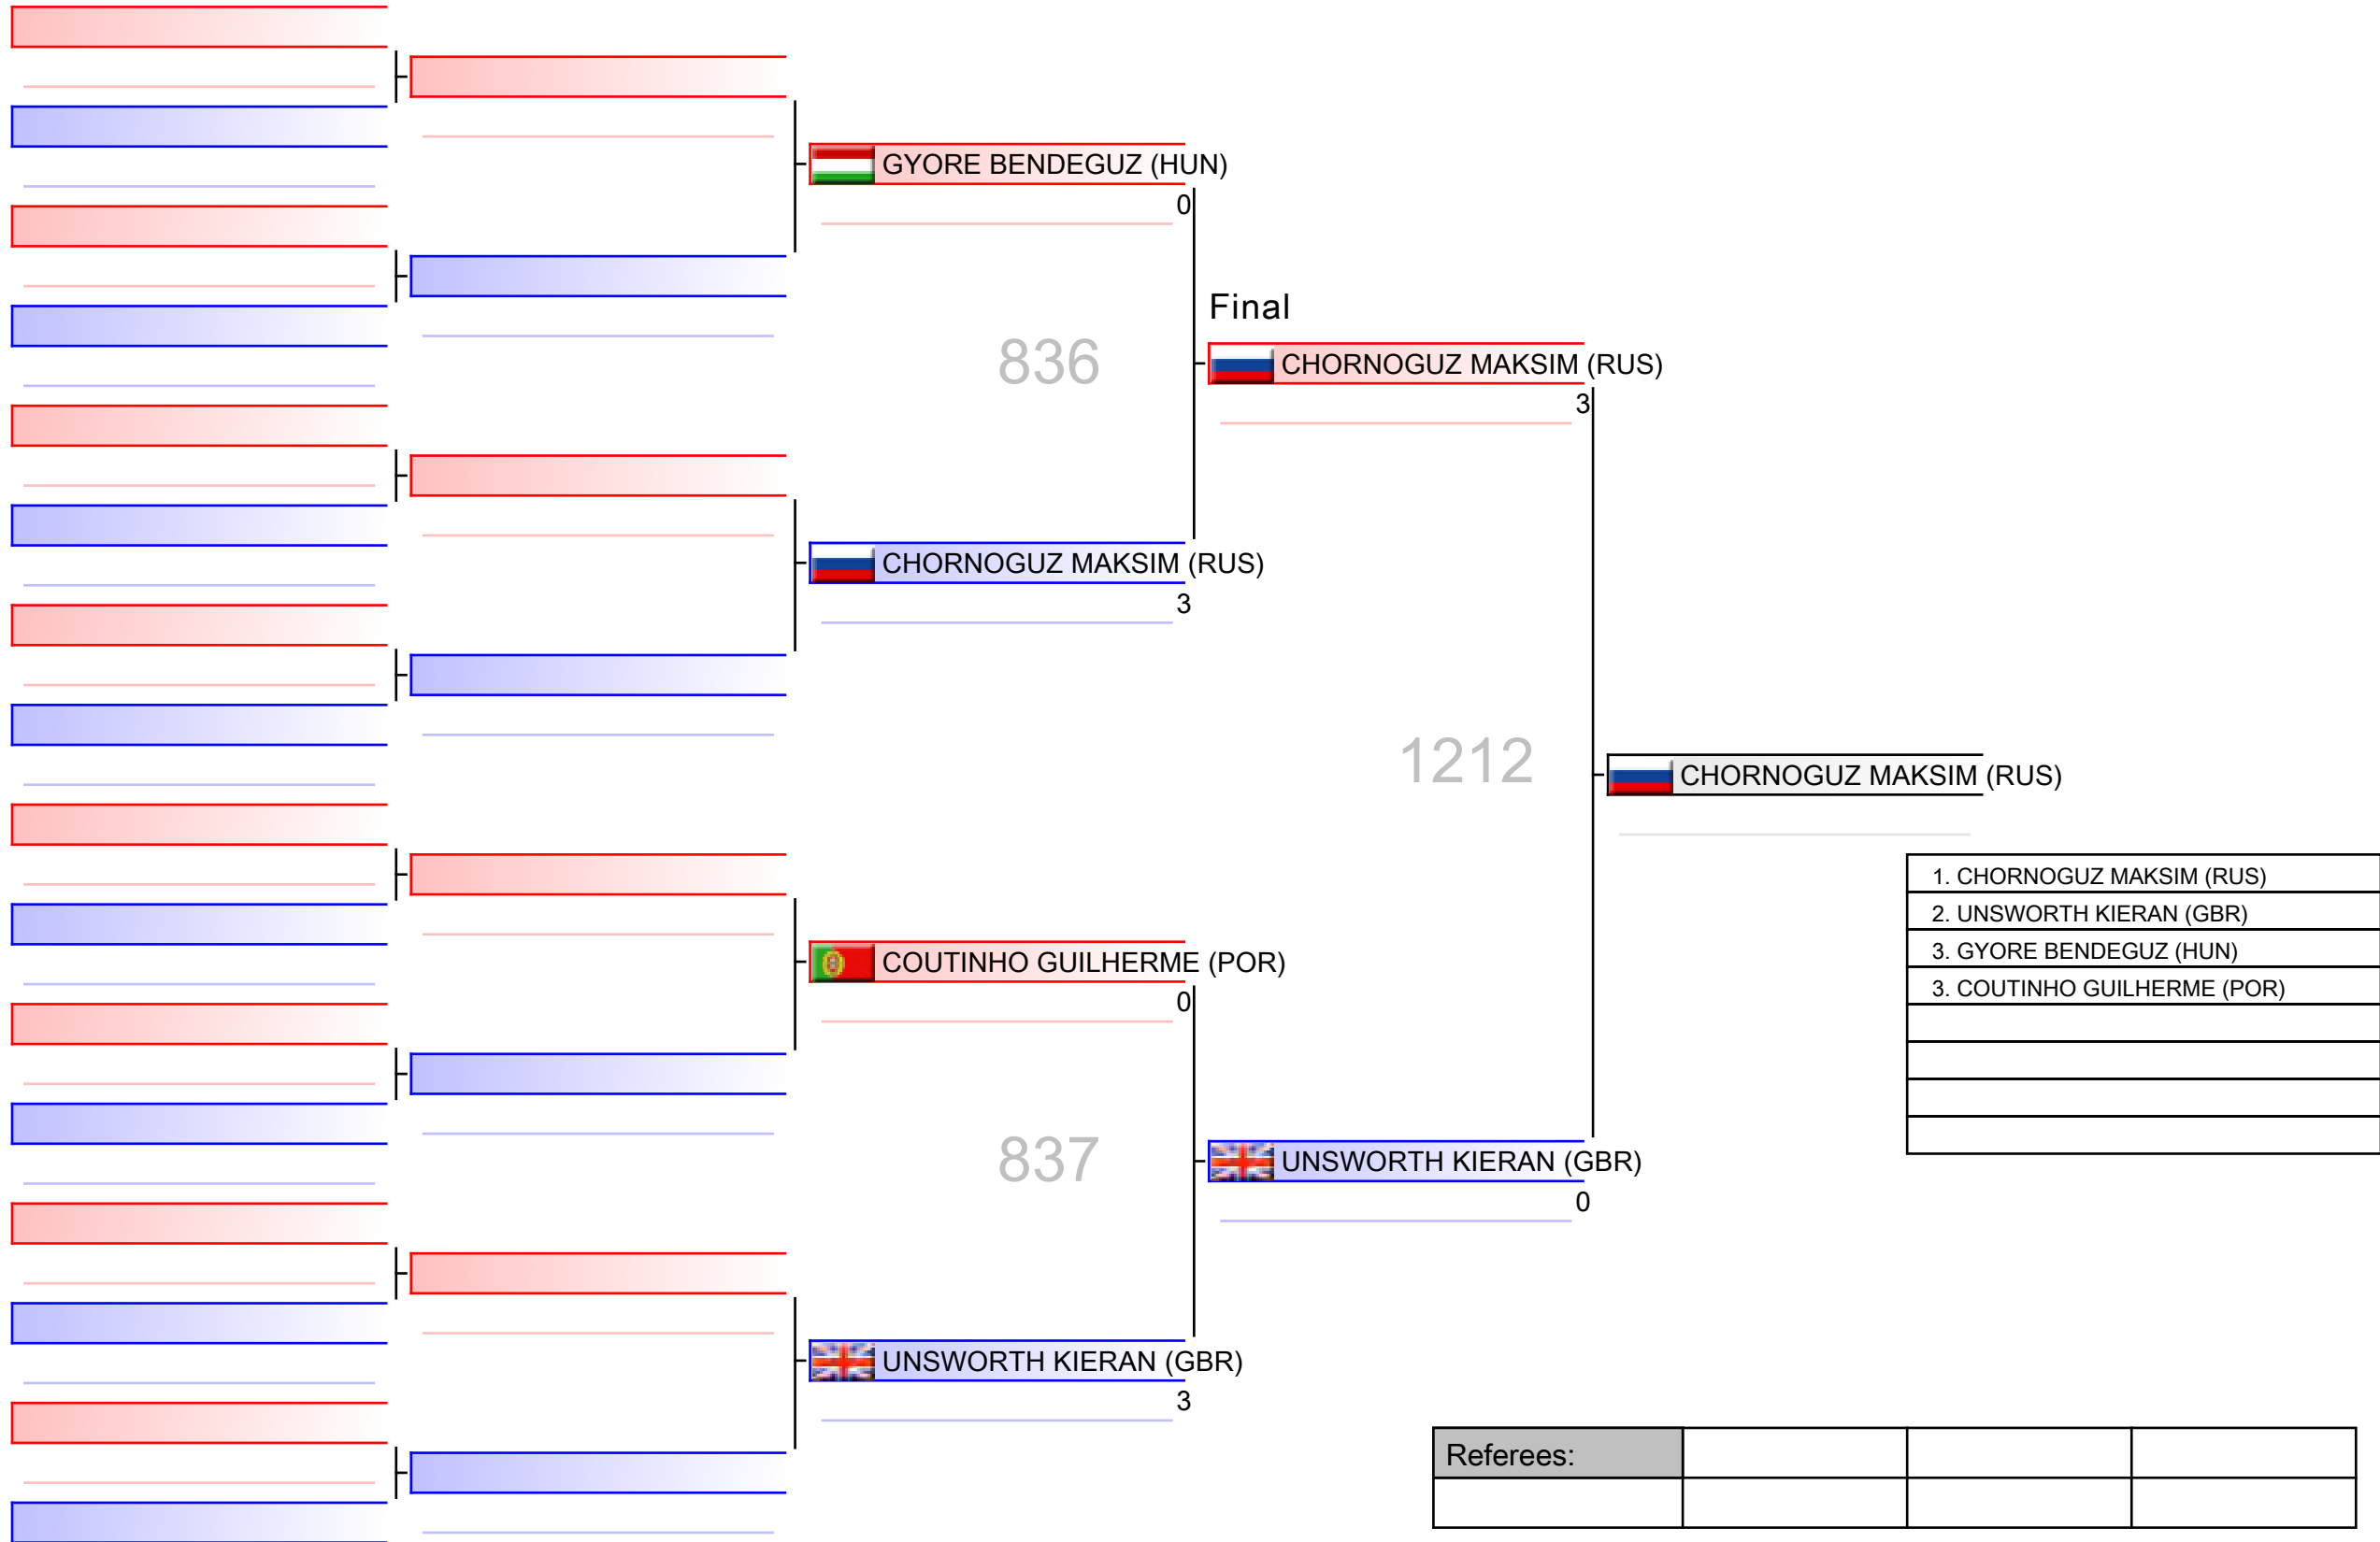 GYORE BENDEGUZ (HUN)
0
Final
836
CHORNOGUZ MAKSIM (RUS)
3
CHORNOGUZ MAKSIM (RUS)
3
1212
CHORNOGUZ MAKSIM (RUS)
1. CHORNOGUZ MAKSIM (RUS)
2. UNSWORTH KIERAN (GBR)
3. GYORE BENDEGUZ (HUN)
3. COUTINHO GUILHERME (POR)
COUTINHO GUILHERME (POR)
0
837
UNSWORTH KIERAN (GBR)
0
UNSWORTH KIERAN (GBR)
3
Referees: